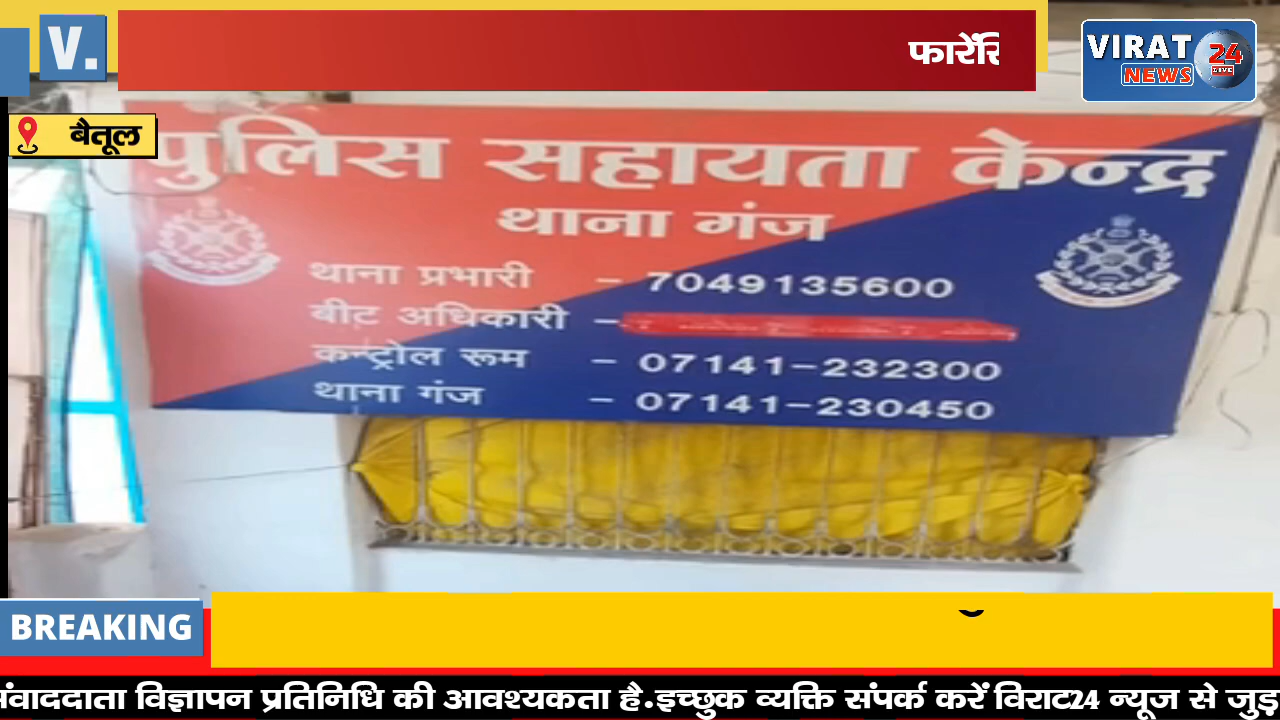 V.
VIRAT 24
NEWS LIVE
बैतूल
पुलिस सहायता केन्द्र
थाना गंज
थाना प्रभारी - 7049135600
बीट अधिकारी -
कन्ट्रोल रूम - 07141-232300
थाना गंज - 07141-230450
BREAKING
विज्ञापन प्रतिनिधि की आवश्यकता है.इच्छुक व्यक्ति संपर्क करें विराट24 न्यूज से